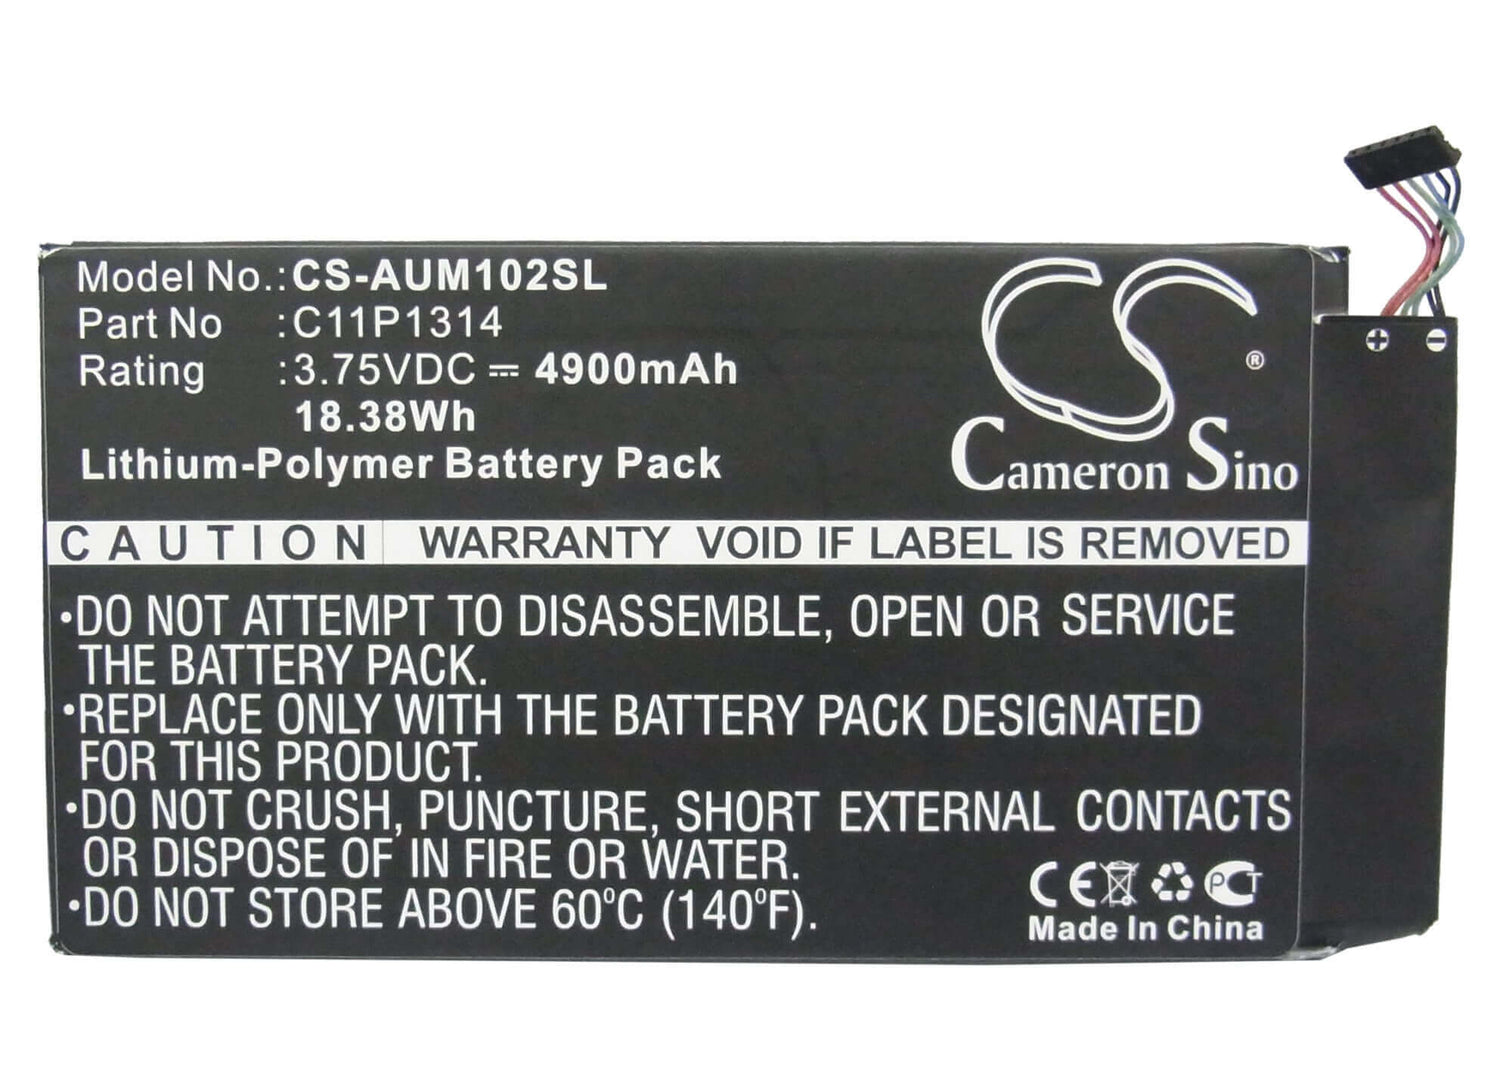 Model No.: CS-AUM102SL
Part No :C11P1314
Rating :3.75VDC ⎓ 4900mAh
18.38Wh
Lithium-Polymer Battery Pack
CS®
Cameron Sino
+ −
CAUTION WARRANTY VOID IF LABEL IS REMOVED
•DO NOT ATTEMPT TO DISASSEMBLE, OPEN OR SERVICE
THE BATTERY PACK.
•REPLACE ONLY WITH THE BATTERY PACK DESIGNATED
FOR THIS PRODUCT.
•DO NOT CRUSH, PUNCTURE, SHORT EXTERNAL CONTACTS
OR DISPOSE OF IN FIRE OR WATER.
•DO NOT STORE ABOVE 60°C (140°F).
CE PCT
Made In China